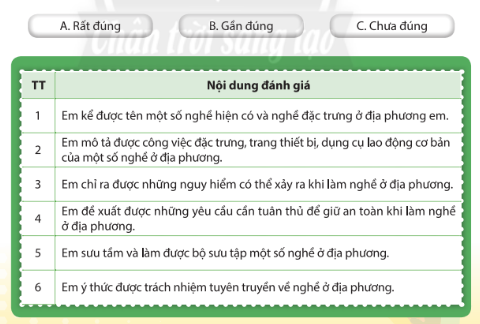 A. Rất đúng B. Gần đúng C. Chưa đúng
Chân trời sáng tạo
TT Nội dung đánh giá
1 Em kể được tên một số nghề hiện có và nghề đặc trưng ở địa phương em.
2 Em mô tả được công việc đặc trưng, trang thiết bị, dụng cụ lao động cơ bản
của một số nghề ở địa phương.
3 Em chỉ ra được những nguy hiểm có thể xảy ra khi làm nghề ở địa phương.
4 Em đề xuất được những yêu cầu cần tuân thủ để giữ an toàn khi làm nghề
ở địa phương.
5 Em sưu tầm và làm được bộ sưu tập một số nghề ở địa phương.
6 Em ý thức được trách nhiệm tuyên truyền về nghề ở địa phương.